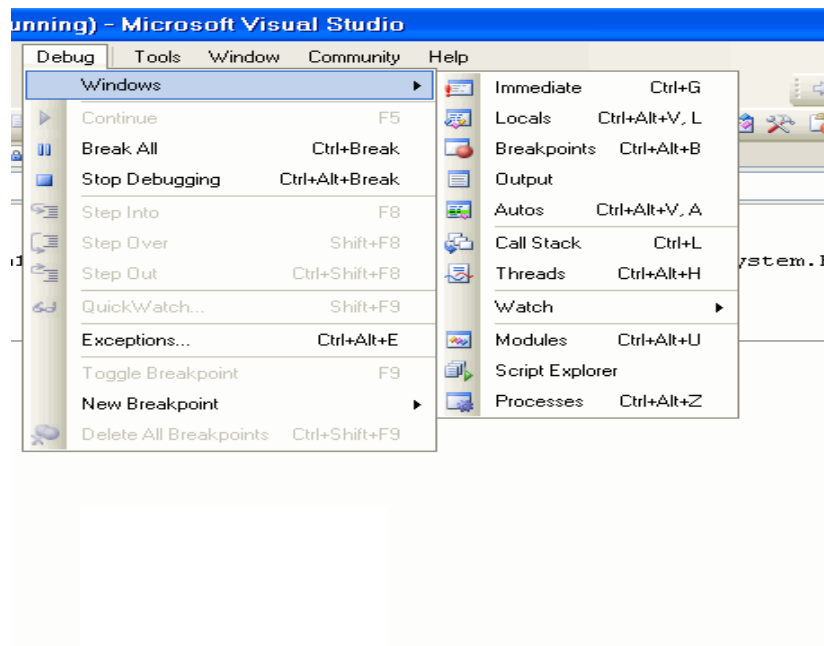 unning) - Microsoft Visual Studio
Debug Tools Window Community Help
Windows
Continue F5
Break All Ctrl+Break
Stop Debugging Ctrl+Alt+Break
Step Into F8
Step Over Shift+F8
Step Out Ctrl+Shift+F8
QuickWatch... Shift+F9
Exceptions... Ctrl+Alt+E
Toggle Breakpoint F9
New Breakpoint
Delete All Breakpoints Ctrl+Shift+F9
Immediate Ctrl+G
Locals Ctrl+Alt+V, L
Breakpoints Ctrl+Alt+B
Output
Autos Ctrl+Alt+V, A
Call Stack Ctrl+L
Threads Ctrl+Alt+H
Watch
Modules Ctrl+Alt+U
Script Explorer
Processes Ctrl+Alt+Z
ystem.